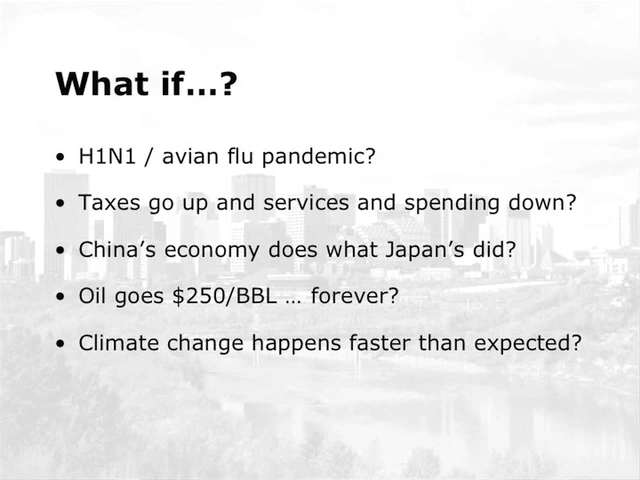 What if...?
• H1N1 / avian flu pandemic?
• Taxes go up and services and spending down?
• China’s economy does what Japan’s did?
• Oil goes $250/BBL … forever?
• Climate change happens faster than expected?